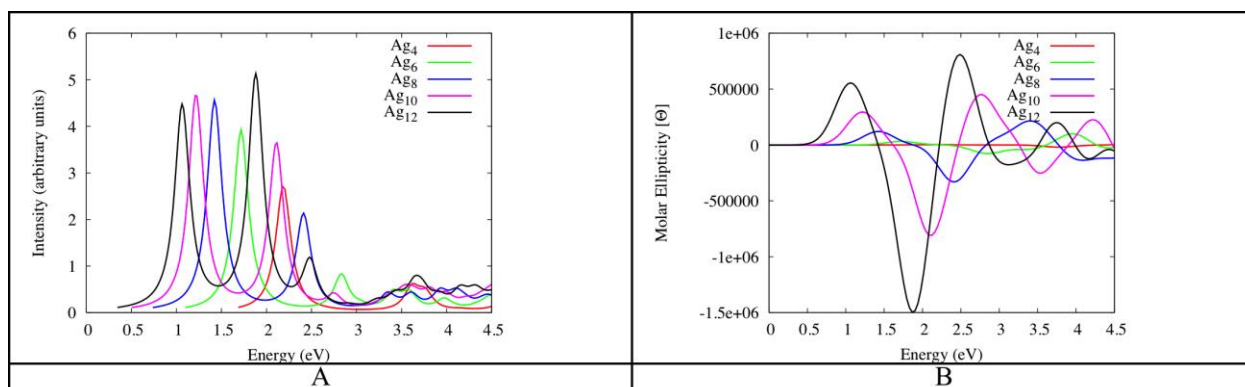 6
5
4
3
2
1
0
0 0.5 1 1.5 2 2.5 3 3.5 4 4.5
Intensity (arbitrary units)
Energy (eV)
Ag4
Ag6
Ag8
Ag10
Ag12
A
1e+06
500000
0
-500000
-1e+06
-1.5e+06
0 0.5 1 1.5 2 2.5 3 3.5 4 4.5
Molar Ellipticity [Θ]
Energy (eV)
Ag4
Ag6
Ag8
Ag10
Ag12
B